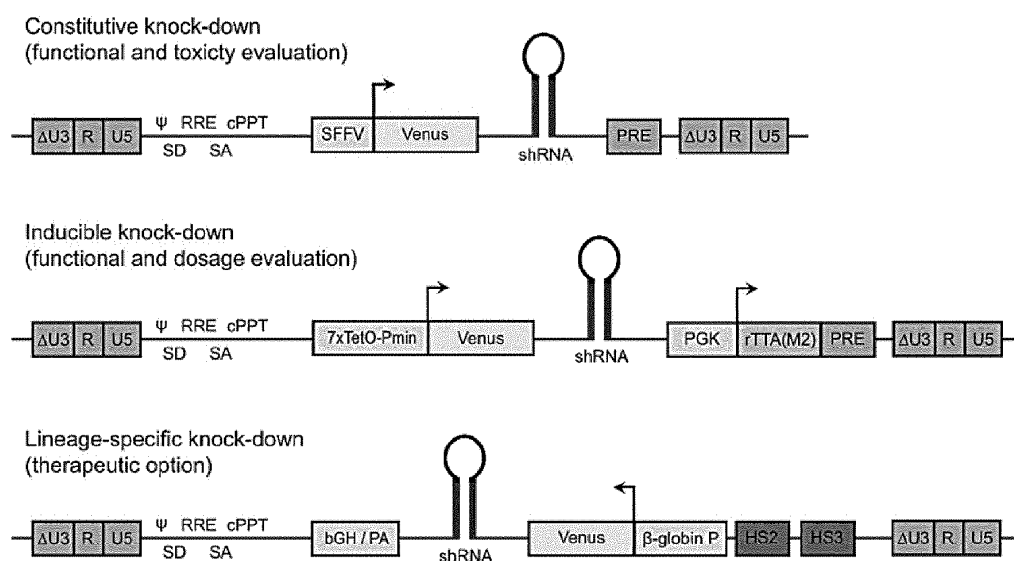 Constitutive knock-down
(functional and toxicty evaluation)
ΔU3 R U5 Ψ RRE cPPT SFFV Venus PRE ΔU3 R U5
SD SA shRNA
Inducible knock-down
(functional and dosage evaluation)
ΔU3 R U5 Ψ RRE cPPT 7xTetO-Pmin Venus PGK rTTA(M2) PRE ΔU3 R U5
SD SA shRNA
Lineage-specific knock-down
(therapeutic option)
ΔU3 R U5 Ψ RRE cPPT bGH / PA Venus β-globin P HS2 HS3 ΔU3 R U5
SD SA shRNA